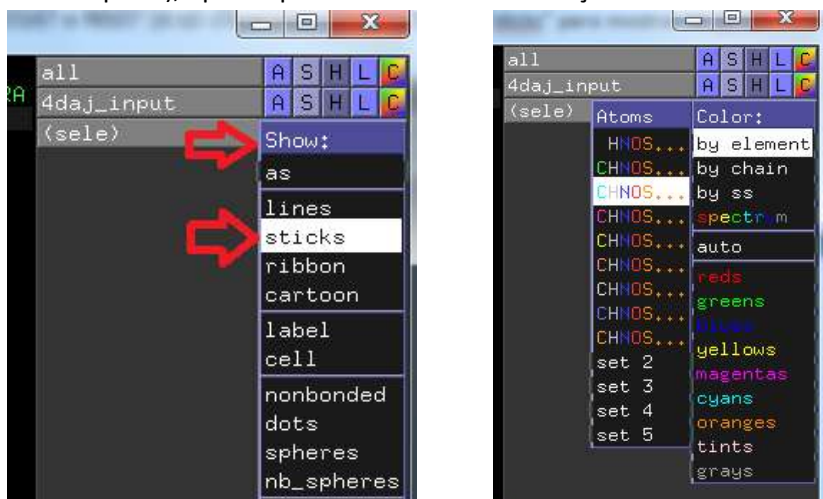 all A S H L C
4daj_input A S H L C
(sele)
Show:
as
lines
sticks
ribbon
cartoon
label
cell
nonbonded
dots
spheres
nb_spheres
all A S H L C
4daj_input A S H L C
(sele) Atoms Color:
HNOS... by element
CHNOS... by chain
CHNOS... by ss
CHNOS... spectrum
CHNOS... auto
CHNOS... reds
CHNOS... greens
CHNOS... blues
CHNOS... yellows
set 2 magentas
set 3 cyans
set 4 oranges
set 5 tints
grays